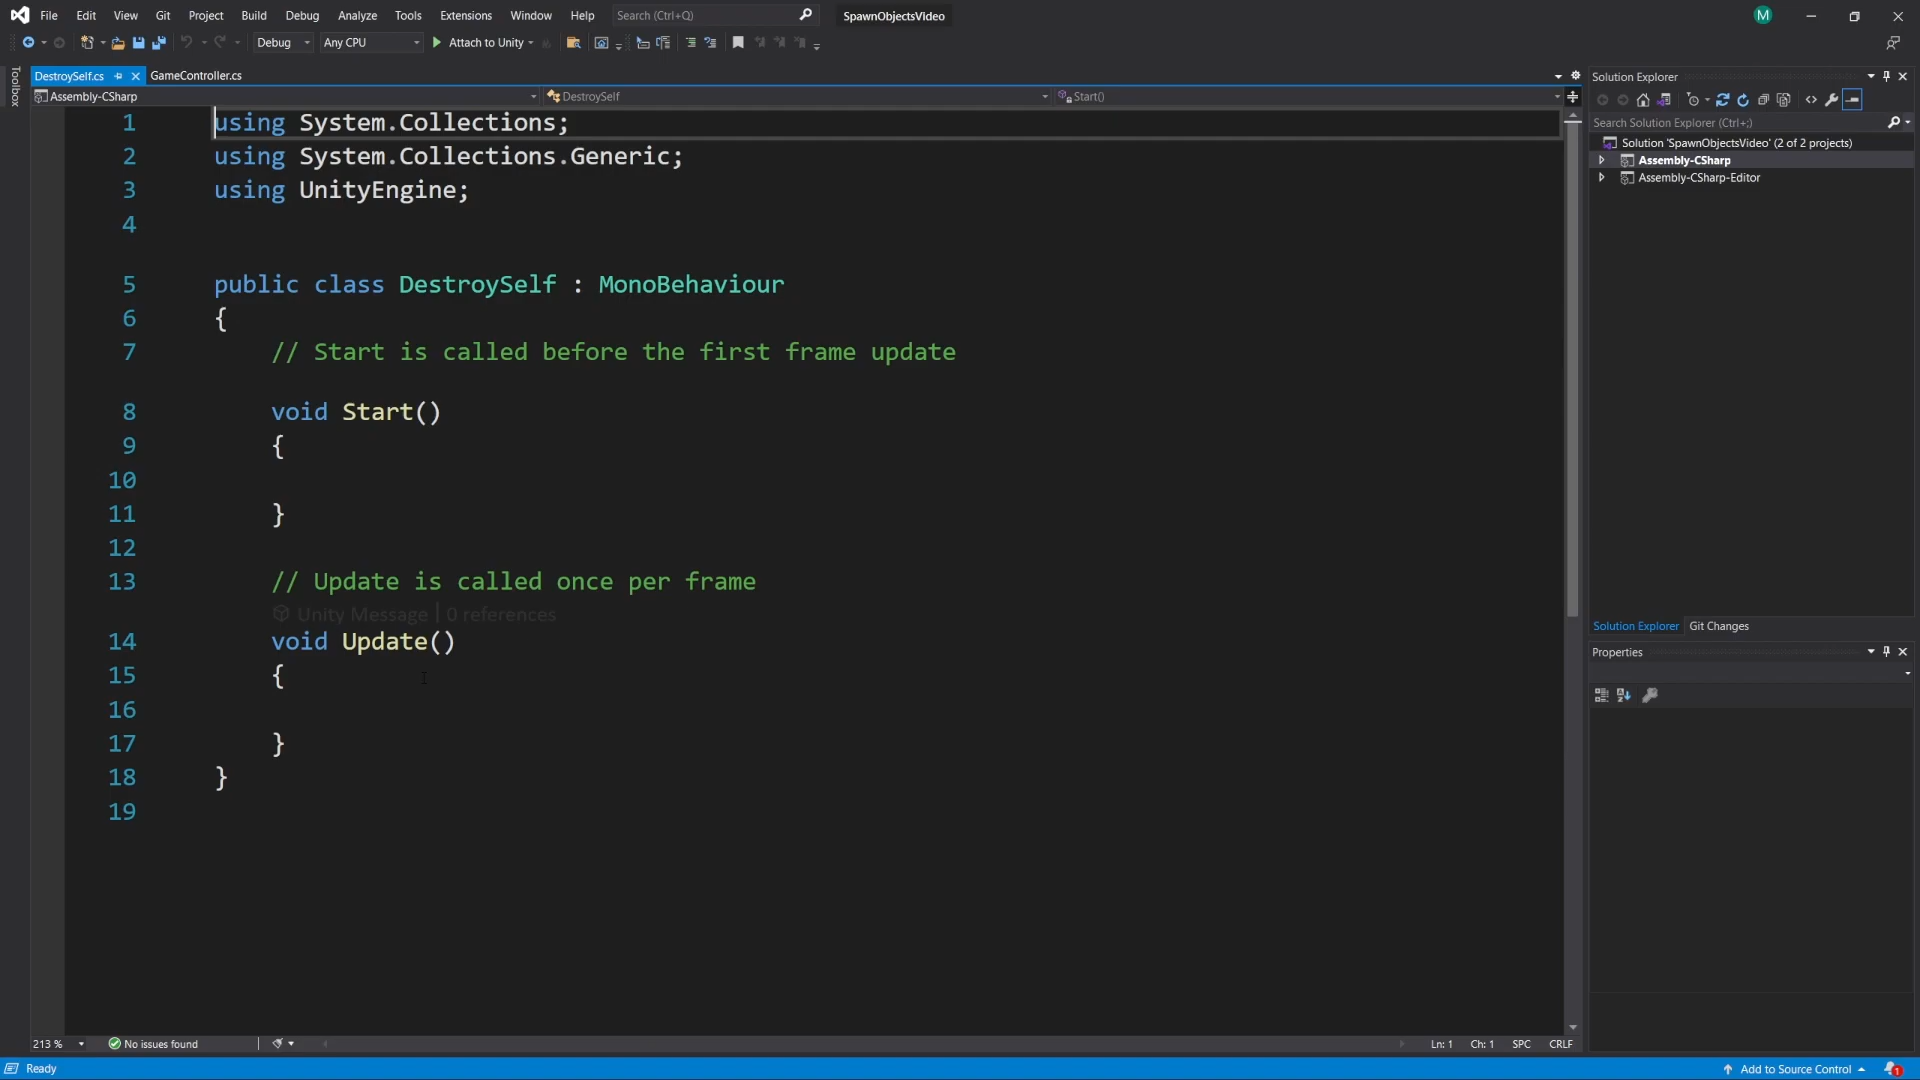 File Edit View Git Project Build Debug Analyze Tools Extensions Window Help Search (Ctrl+Q) SpawnObjectsVideo M
Debug Any CPU Attach to Unity
Toolbox
DestroySelf.cs GameController.cs
Assembly-CSharp DestroySelf Start()
1 using System.Collections;
2 using System.Collections.Generic;
3 using UnityEngine;
4
5 public class DestroySelf : MonoBehaviour
6 {
7 // Start is called before the first frame update
8 void Start()
9 {
10
11 }
12
13 // Update is called once per frame
Unity Message | 0 references
14 void Update()
15 {
16
17 }
18 }
19
213 % No issues found Ln: 1 Ch: 1 SPC CRLF
Solution Explorer
Search Solution Explorer (Ctrl+;)
Solution 'SpawnObjectsVideo' (2 of 2 projects)
Assembly-CSharp
Assembly-CSharp-Editor
Solution Explorer Git Changes
Properties
Ready Add to Source Control 1